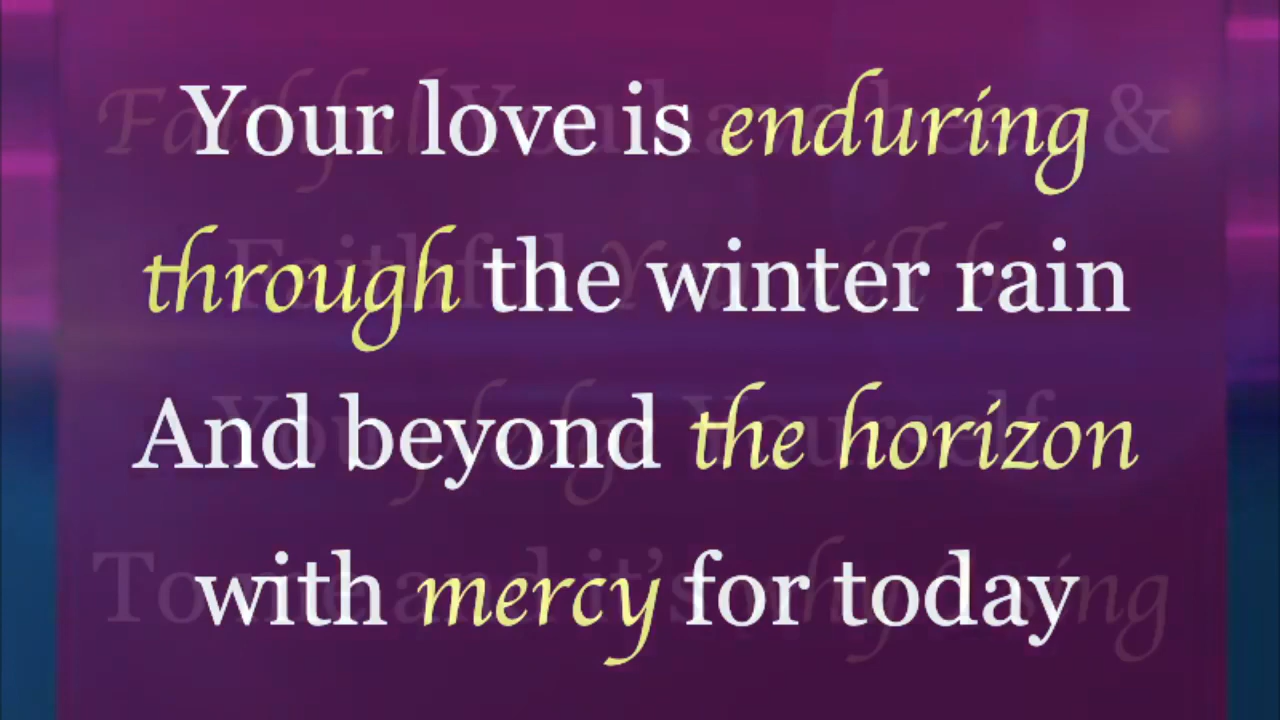 Your love is enduring
through the winter rain
And beyond the horizon
with mercy for today